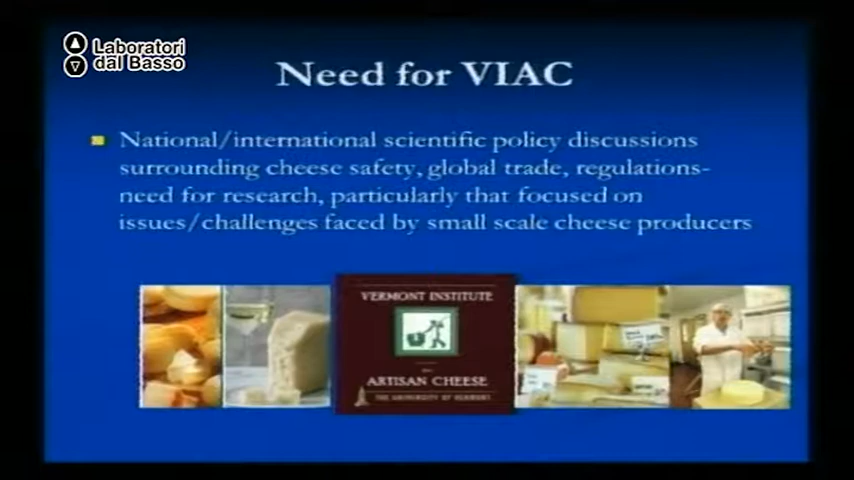 Laboratori
dal Basso
Need for VIAC
National/international scientific policy discussions
surrounding cheese safety, global trade, regulations-
need for research, particularly that focused on
issues/challenges faced by small scale cheese producers
VERMONT INSTITUTE
ARTISAN CHEESE
THE UNIVERSITY OF VERMONT